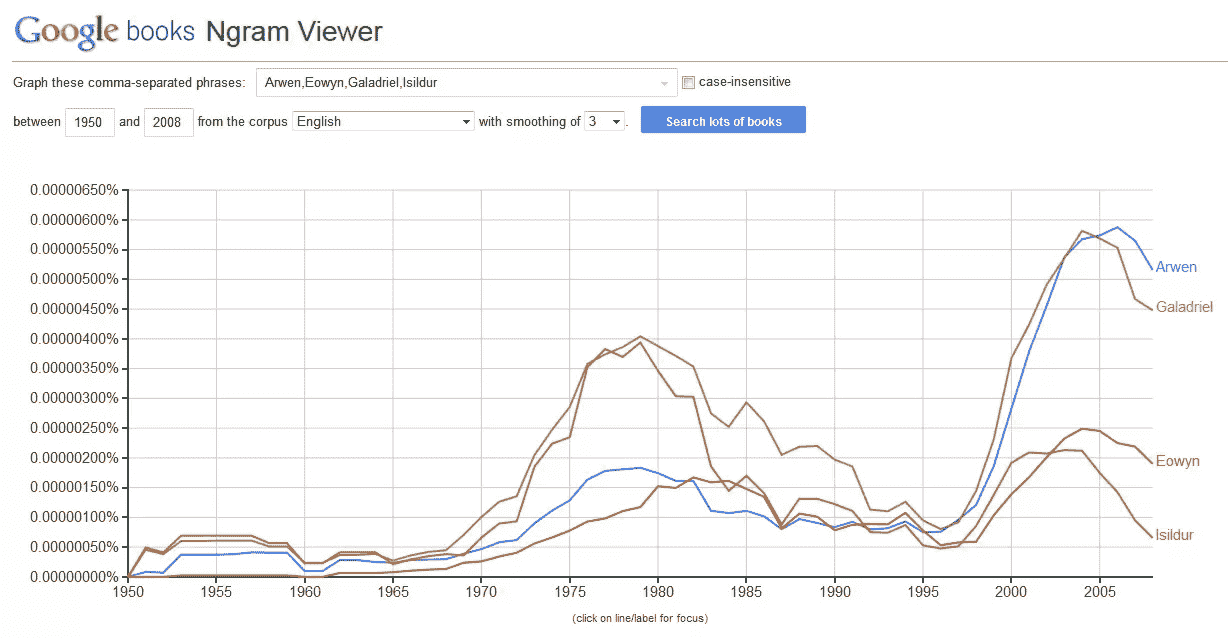 Google books Ngram Viewer
Graph these comma-separated phrases: Arwen,Eowyn,Galadriel,Isildur case-insensitive
between 1950 and 2008 from the corpus English with smoothing of 3 . Search lots of books
0.00000650%
0.00000600%
0.00000550%
0.00000500%
Arwen
0.00000450%
Galadriel
0.00000400%
0.00000350%
0.00000300%
0.00000250%
0.00000200%
Eowyn
0.00000150%
0.00000100%
0.00000050%
Isildur
0.00000000%
1950 1955 1960 1965 1970 1975 1980 1985 1990 1995 2000 2005
(click on line/label for focus)